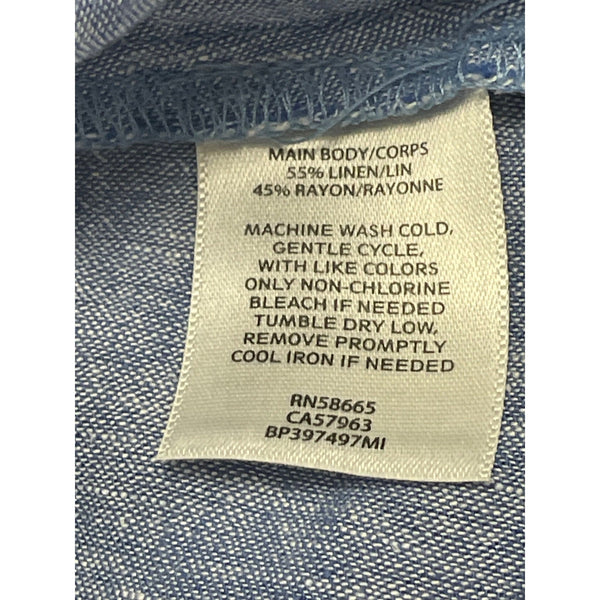 MAIN BODY/CORPS
55% LINEN/LIN
45% RAYON/RAYONNE
MACHINE WASH COLD,
GENTLE CYCLE,
WITH LIKE COLORS
ONLY NON-CHLORINE
BLEACH IF NEEDED
TUMBLE DRY LOW,
REMOVE PROMPTLY
COOL IRON IF NEEDED
RN58665
CA57963
BP397497MI